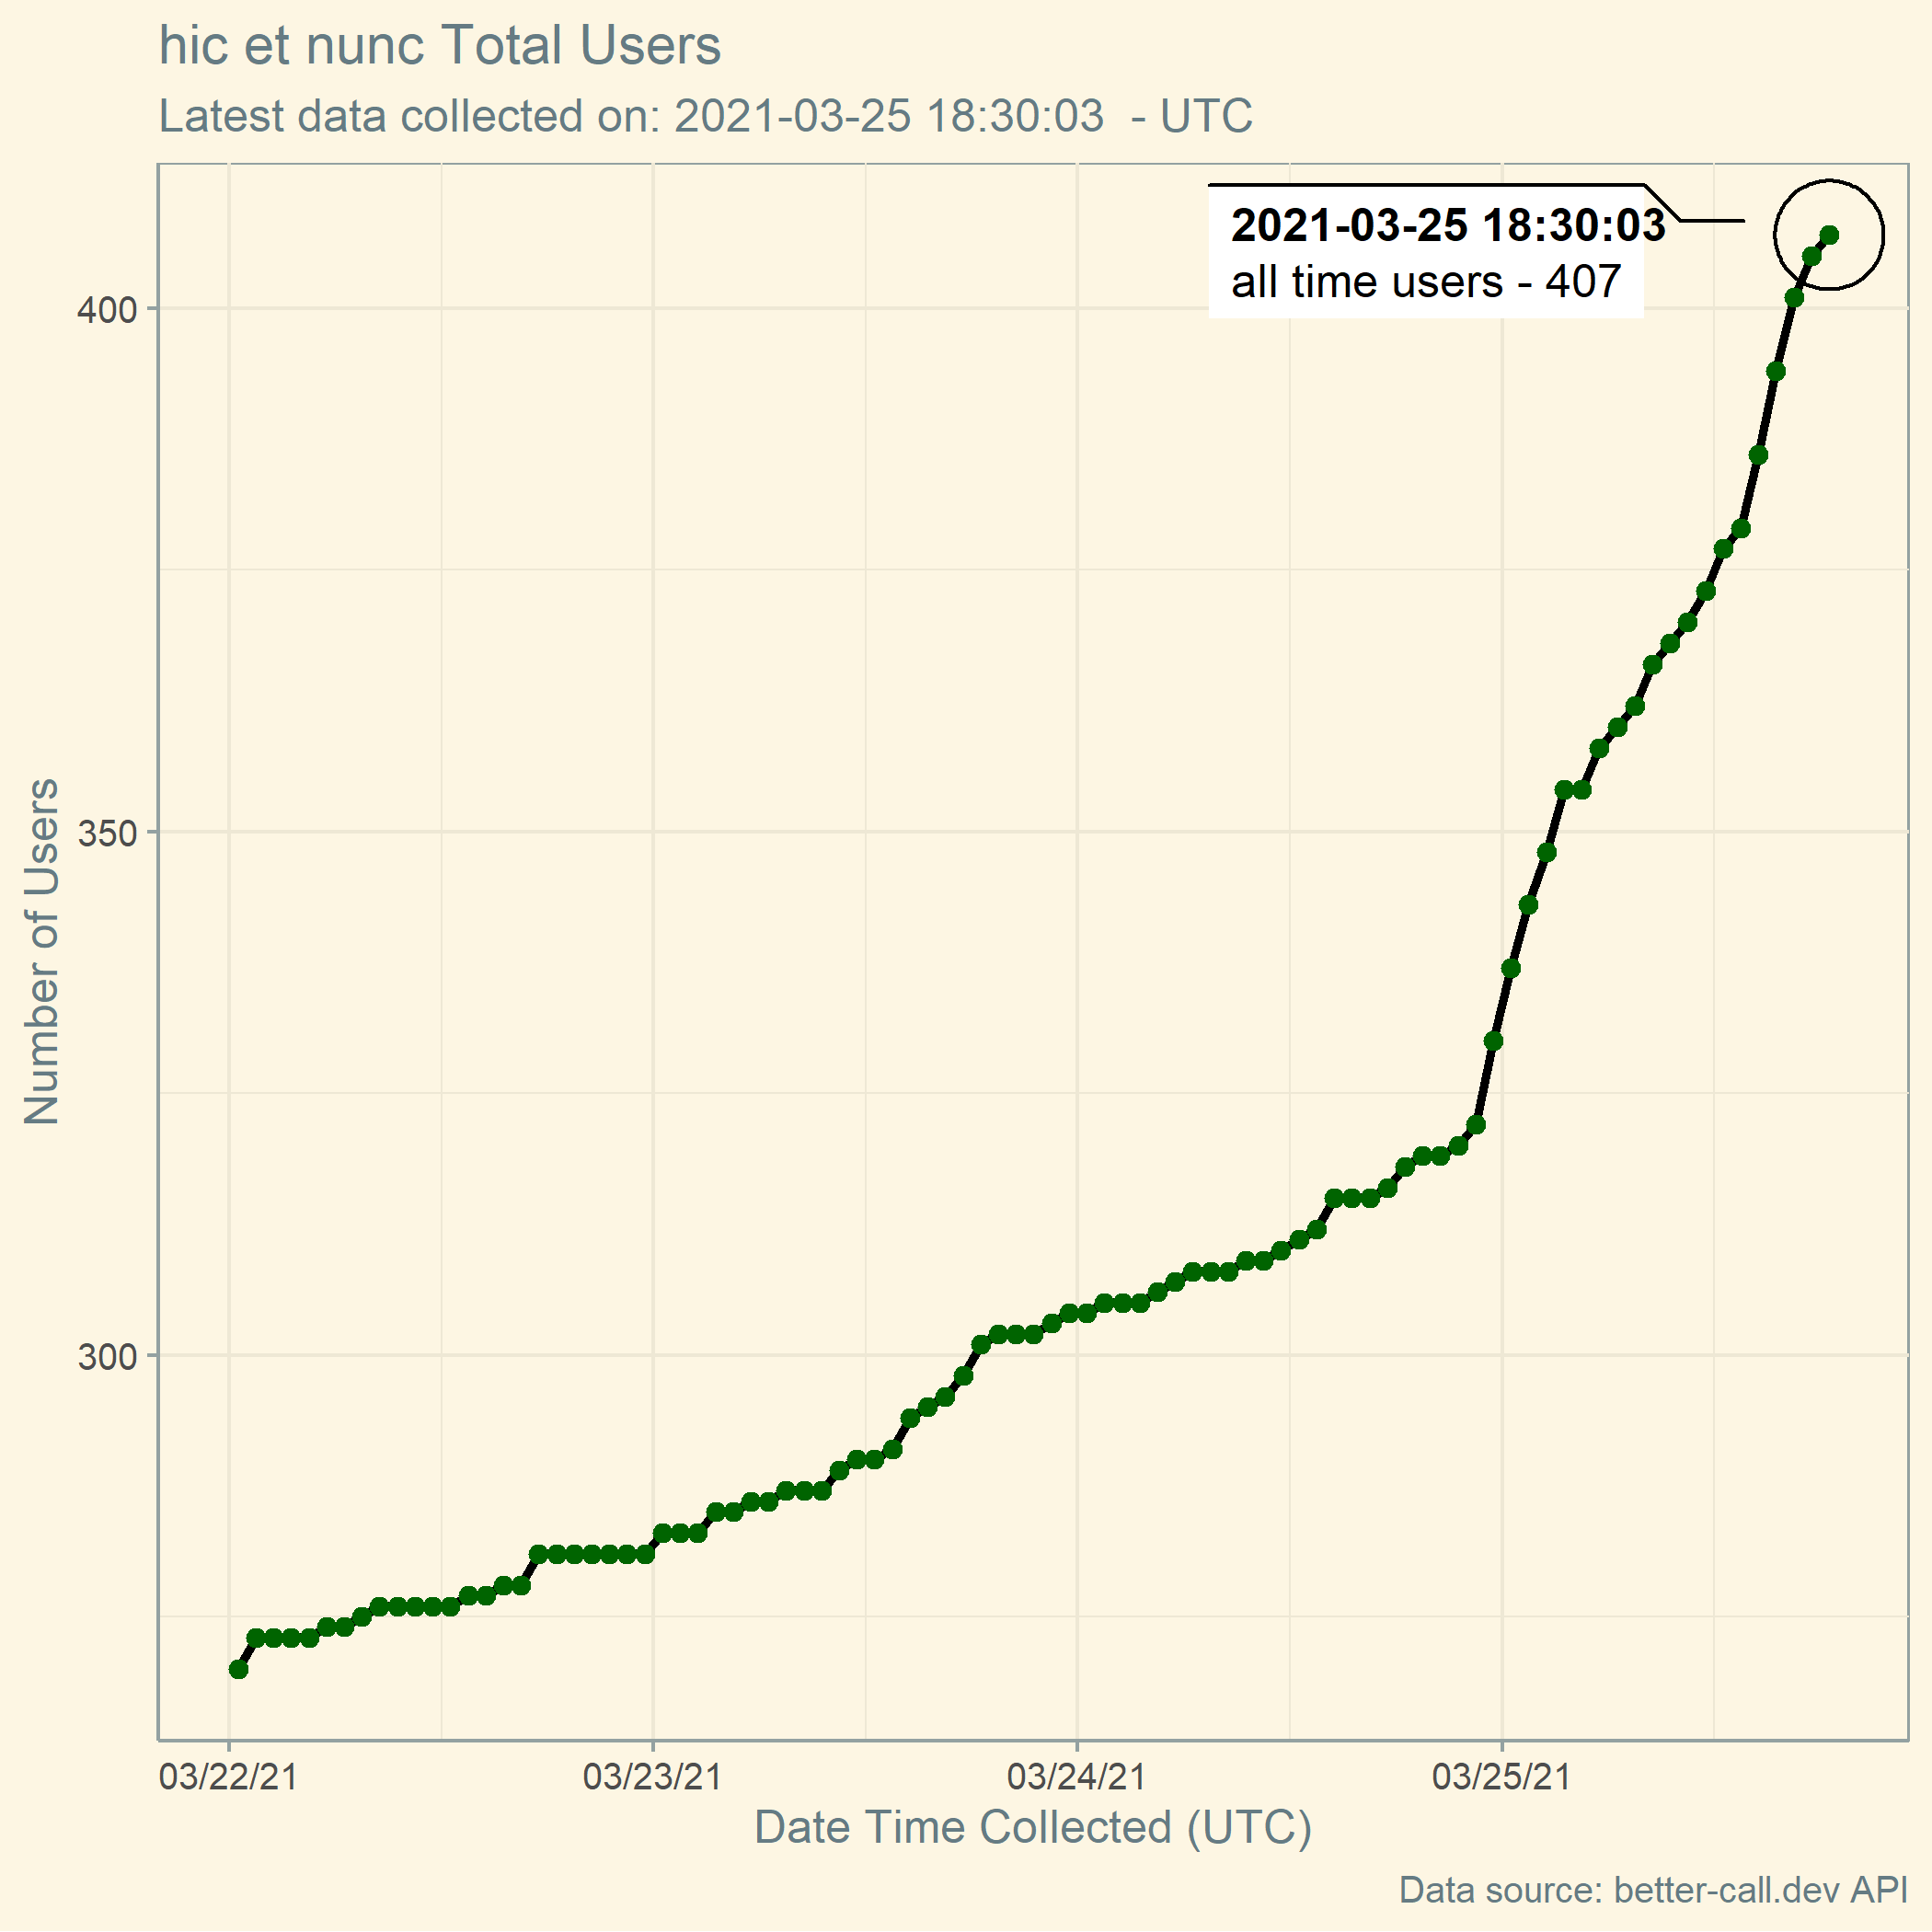 hic et nunc Total Users
Latest data collected on: 2021-03-25 18:30:03  - UTC
2021-03-25 18:30:03
all time users - 407
400
350
300
Number of Users
03/22/21
03/23/21
03/24/21
03/25/21
Date Time Collected (UTC)
Data source: better-call.dev API